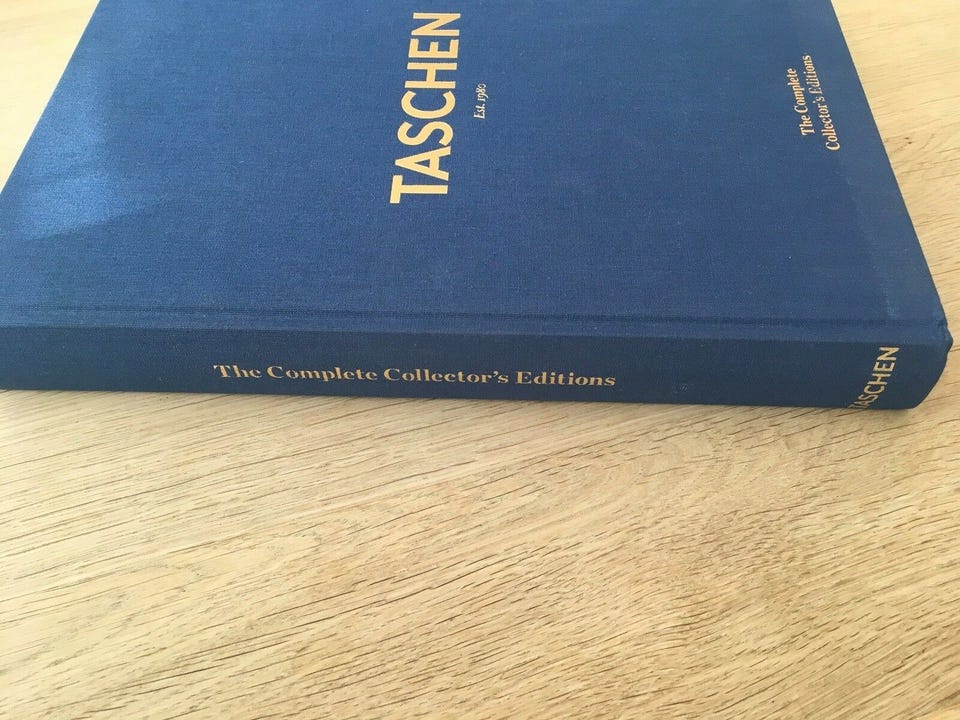 TASCHEN
Est. 1980
The Complete
Collector's Editions
The Complete Collector's Editions
TASCHEN